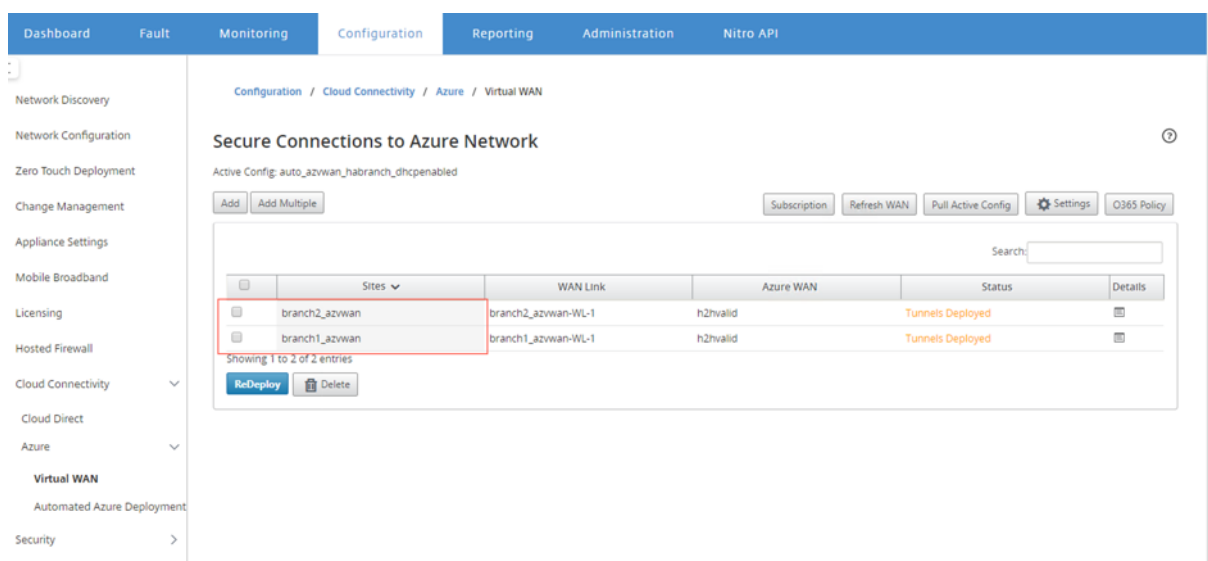 Dashboard Fault Monitoring Configuration Reporting Administration Nitro API
Configuration / Cloud Connectivity / Azure / Virtual WAN
Network Discovery
Network Configuration
Zero Touch Deployment
Change Management
Appliance Settings
Mobile Broadband
Licensing
Hosted Firewall
Cloud Connectivity
Cloud Direct
Azure
Virtual WAN
Automated Azure Deployment
Security
Secure Connections to Azure Network
Active Config: auto_azvwan_habranch_dhcpenabled
Add Add Multiple Subscription Refresh WAN Pull Active Config Settings O365 Policy
Search:
Sites WAN Link Azure WAN Status Details
branch2_azvwan branch2_azvwan-WL-1 h2hvalid Tunnels Deployed
branch1_azvwan branch1_azvwan-WL-1 h2hvalid Tunnels Deployed
Showing 1 to 2 of 2 entries
ReDeploy Delete